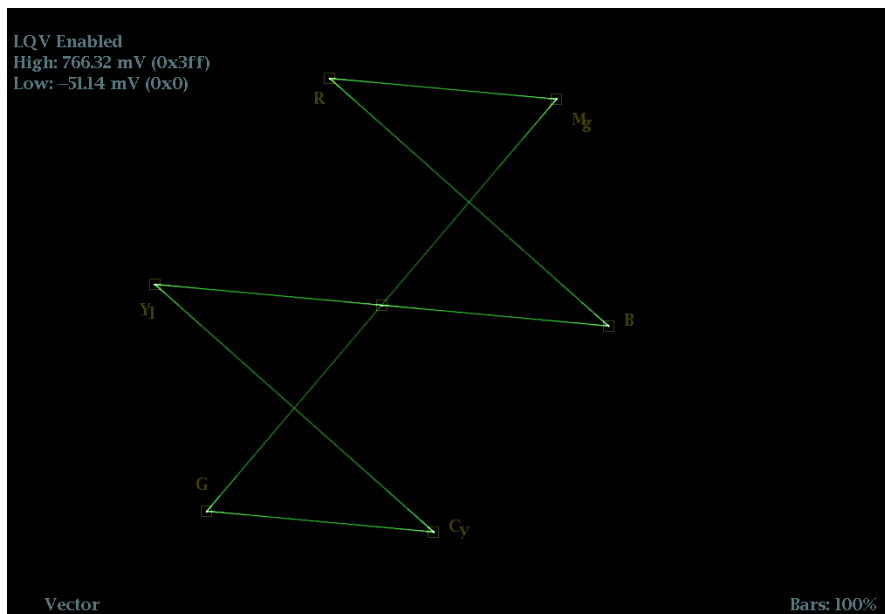 LQV Enabled
High: 766.32 mV (0x3ff)
Low: −51.14 mV (0x0)
R
Mg
Yl
B
G
Cy
Vector
Bars: 100%